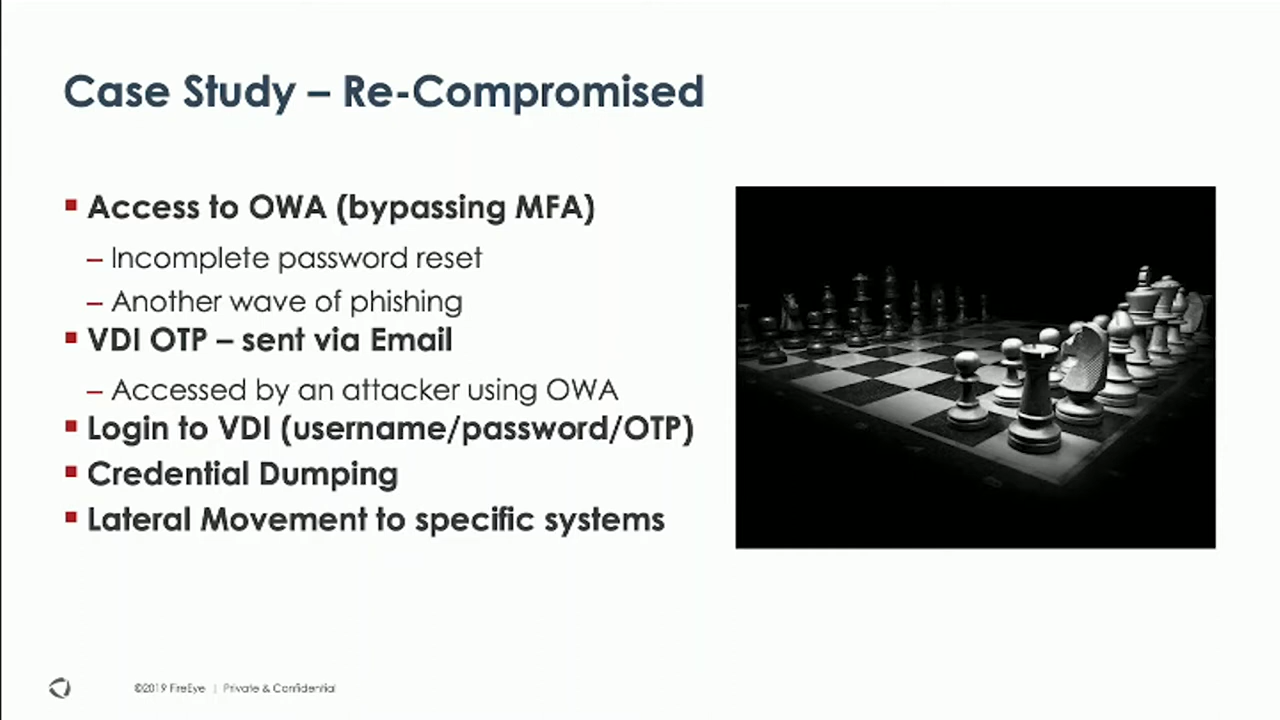 Case Study – Re-Compromised
▪ Access to OWA (bypassing MFA)
– Incomplete password reset
– Another wave of phishing
▪ VDI OTP – sent via Email
– Accessed by an attacker using OWA
▪ Login to VDI (username/password/OTP)
▪ Credential Dumping
▪ Lateral Movement to specific systems
©2019 FireEye | Private & Confidential